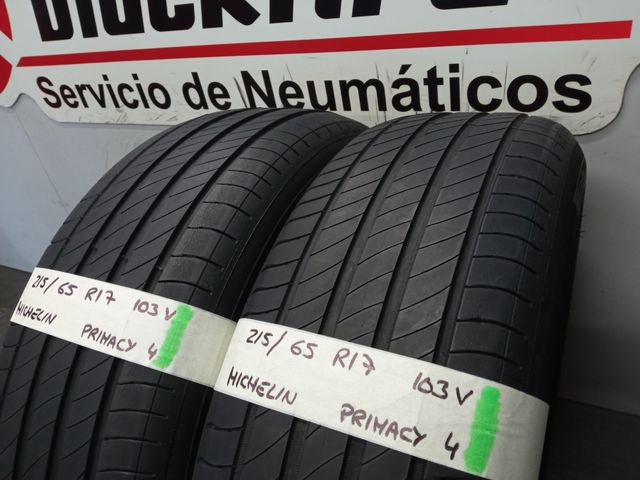 Servicio de Neumáticos
215/65 R17 103V
MICHELIN PRIMACY 4
215/65 R17 103V
MICHELIN PRIMACY 4